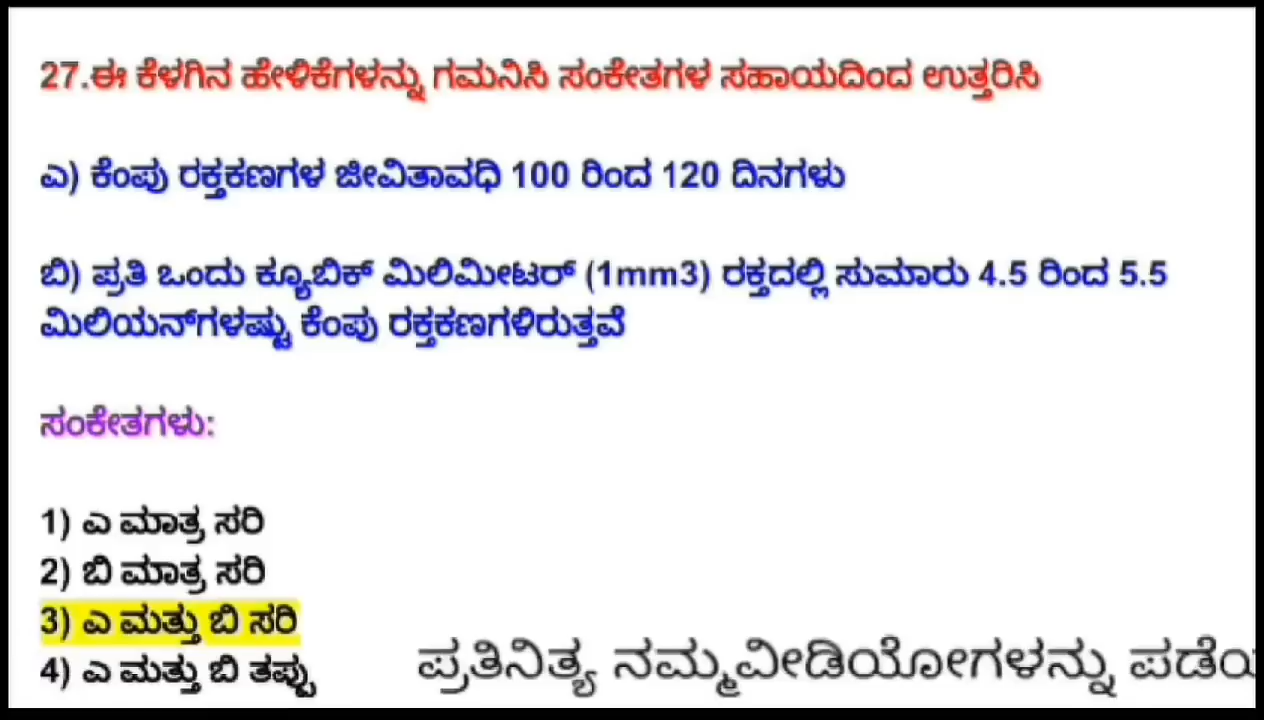 27.ಈ ಕೆಳಗಿನ ಹೇಳಿಕೆಗಳನ್ನು ಗಮನಿಸಿ ಸಂಕೇತಗಳ ಸಹಾಯದಿಂದ ಉತ್ತರಿಸಿ
ಎ) ಕೆಂಪು ರಕ್ತಕಣಗಳ ಜೀವಿತಾವಧಿ 100 ರಿಂದ 120 ದಿನಗಳು
ಬಿ) ಪ್ರತಿ ಒಂದು ಕ್ಯೂಬಿಕ್ ಮಿಲಿಮೀಟರ್ (1mm3) ರಕ್ತದಲ್ಲಿ ಸುಮಾರು 4.5 ರಿಂದ 5.5
ಮಿಲಿಯನ್‌ಗಳಷ್ಟು ಕೆಂಪು ರಕ್ತಕಣಗಳಿರುತ್ತವೆ
ಸಂಕೇತಗಳು:
1) ಎ ಮಾತ್ರ ಸರಿ
2) ಬಿ ಮಾತ್ರ ಸರಿ
3) ಎ ಮತ್ತು ಬಿ ಸರಿ
4) ಎ ಮತ್ತು ಬಿ ತಪ್ಪು
ಪ್ರತಿನಿತ್ಯ ನಮ್ಮವೀಡಿಯೋಗಳನ್ನು